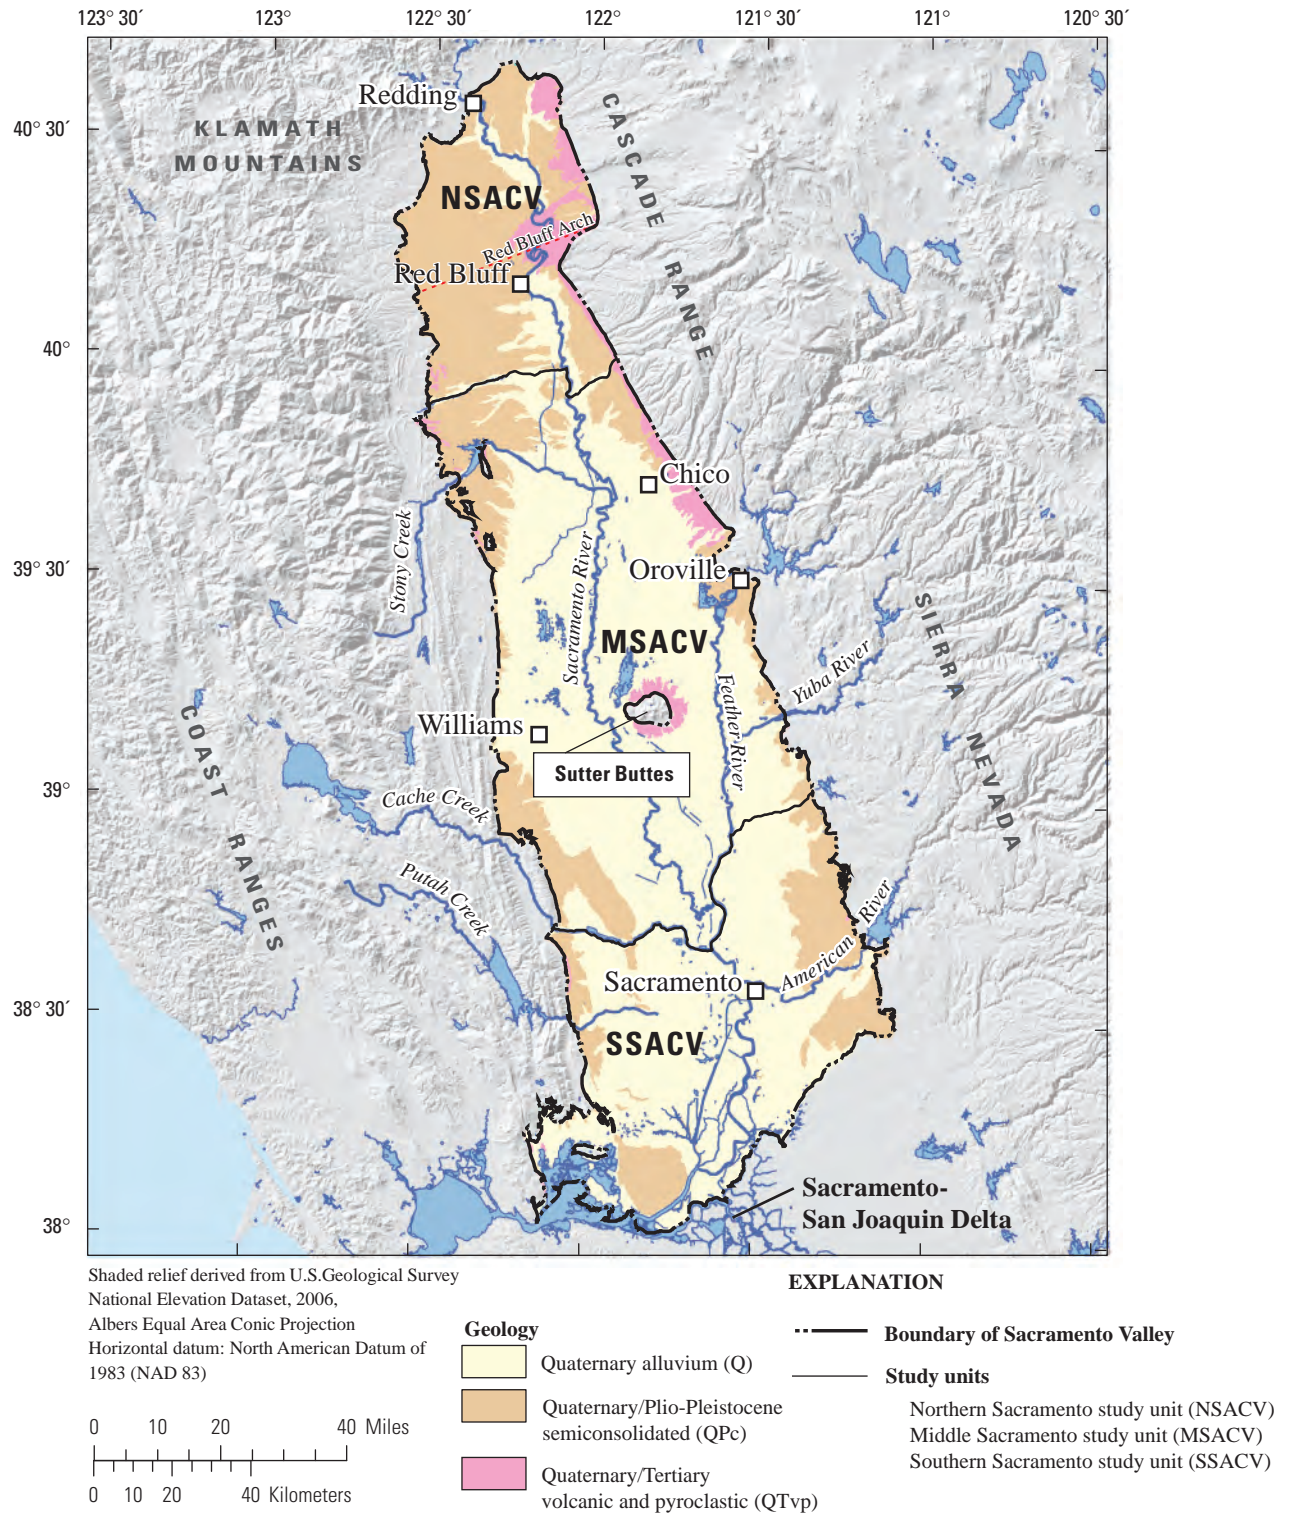 123° 30′ 123° 122° 30′ 122° 121° 30′ 121° 120° 30′
40° 30′
40°
39° 30′
39°
38° 30′
38°
Redding
KLAMATH
MOUNTAINS
CASCADE RANGE
NSACV
Red Bluff Arch
Red Bluff
Chico
Stony Creek
Sacramento River
Oroville
MSACV
SIERRA NEVADA
Yuba River
Feather River
Williams
Sutter Buttes
COAST RANGES
Cache Creek
Putah Creek
American River
Sacramento
SSACV
Sacramento-
San Joaquin Delta
Shaded relief derived from U.S.Geological Survey
National Elevation Dataset, 2006,
Albers Equal Area Conic Projection
Horizontal datum: North American Datum of
1983 (NAD 83)
0 10 20 40 Miles
0 10 20 40 Kilometers
EXPLANATION
Geology
Quaternary alluvium (Q)
Quaternary/Plio-Pleistocene
semiconsolidated (QPc)
Quaternary/Tertiary
volcanic and pyroclastic (QTvp)
Boundary of Sacramento Valley
Study units
Northern Sacramento study unit (NSACV)
Middle Sacramento study unit (MSACV)
Southern Sacramento study unit (SSACV)